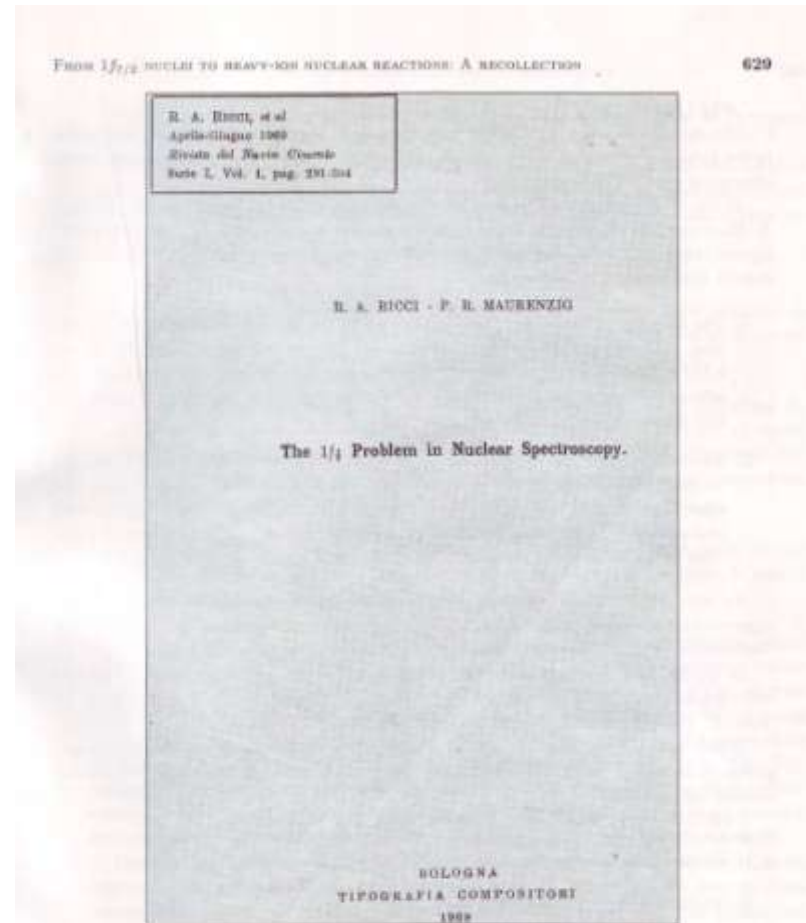 FROM 1f7/2 NUCLEI TO HEAVY-ION NUCLEAR REACTIONS: A RECOLLECTION 629
R. A. RICCI, et al
Aprile-Giugno 1969
Rivista del Nuovo Cimento
Serie I, Vol. 1, pag. 291-
R. A. RICCI - P. R. MAURENZIG
The 1f7/2 Problem in Nuclear Spectroscopy.
BOLOGNA
TIPOGRAFIA COMPOSITORI
1969